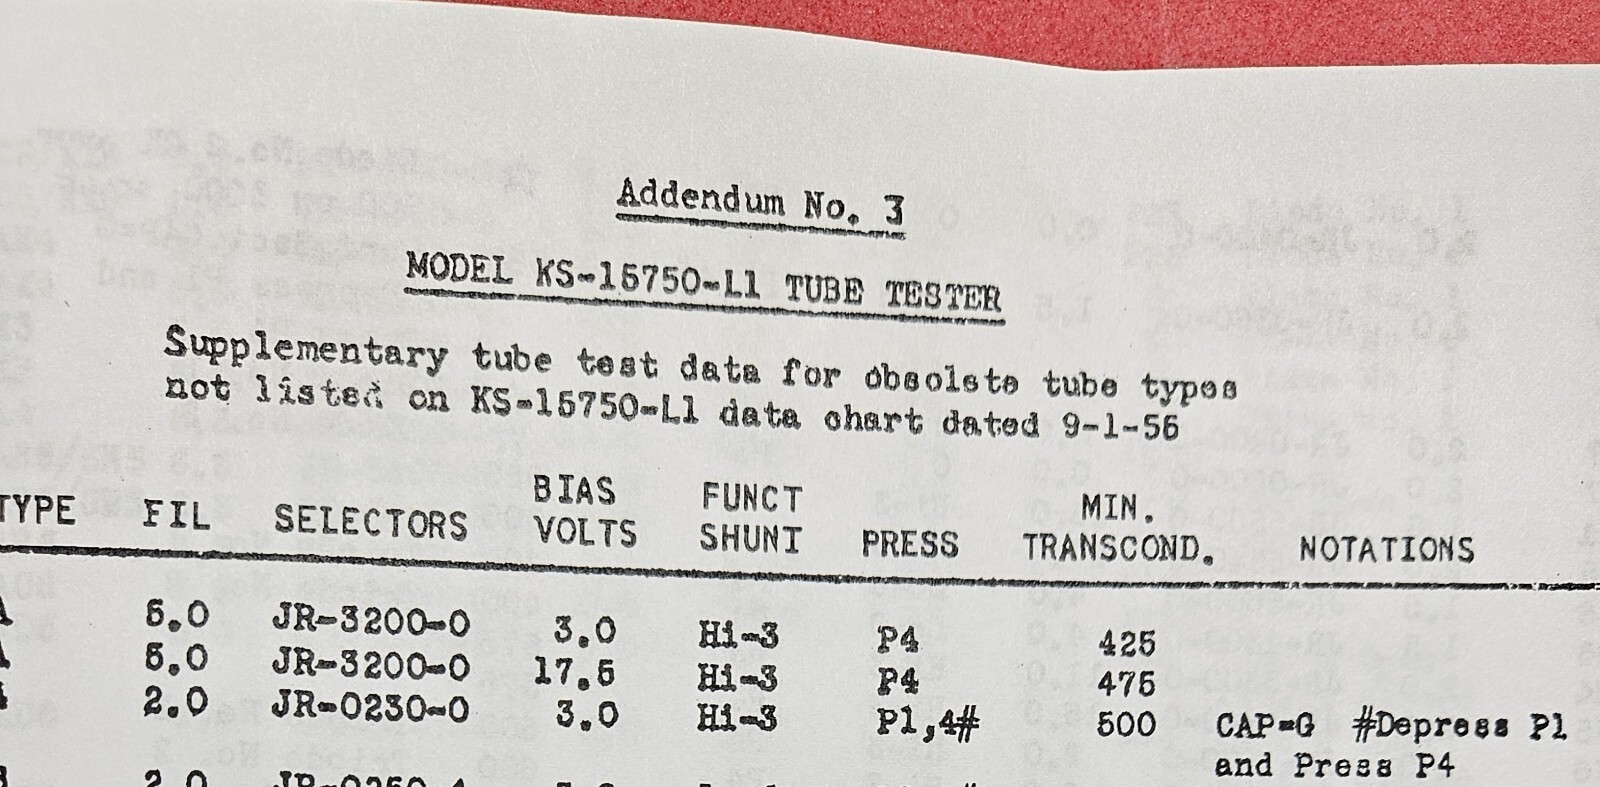 Addendum No. 3
MODEL KS-15750-L1 TUBE TESTER
Supplementary tube test data for obsolete tube types
not listed on KS-15750-L1 data chart dated 9-1-56
BIAS FUNCT MIN.
TYPE FIL SELECTORS VOLTS SHUNT PRESS TRANSCOND. NOTATIONS
A 5.0 JR-3200-0 3.0 Hi-3 P4 425
A 5.0 JR-3200-0 17.5 Hi-3 P4 475
2.0 JR-0230-0 3.0 Hi-3 P1,4# 500 CAP=G #Depress P1
and Press P4
2.0